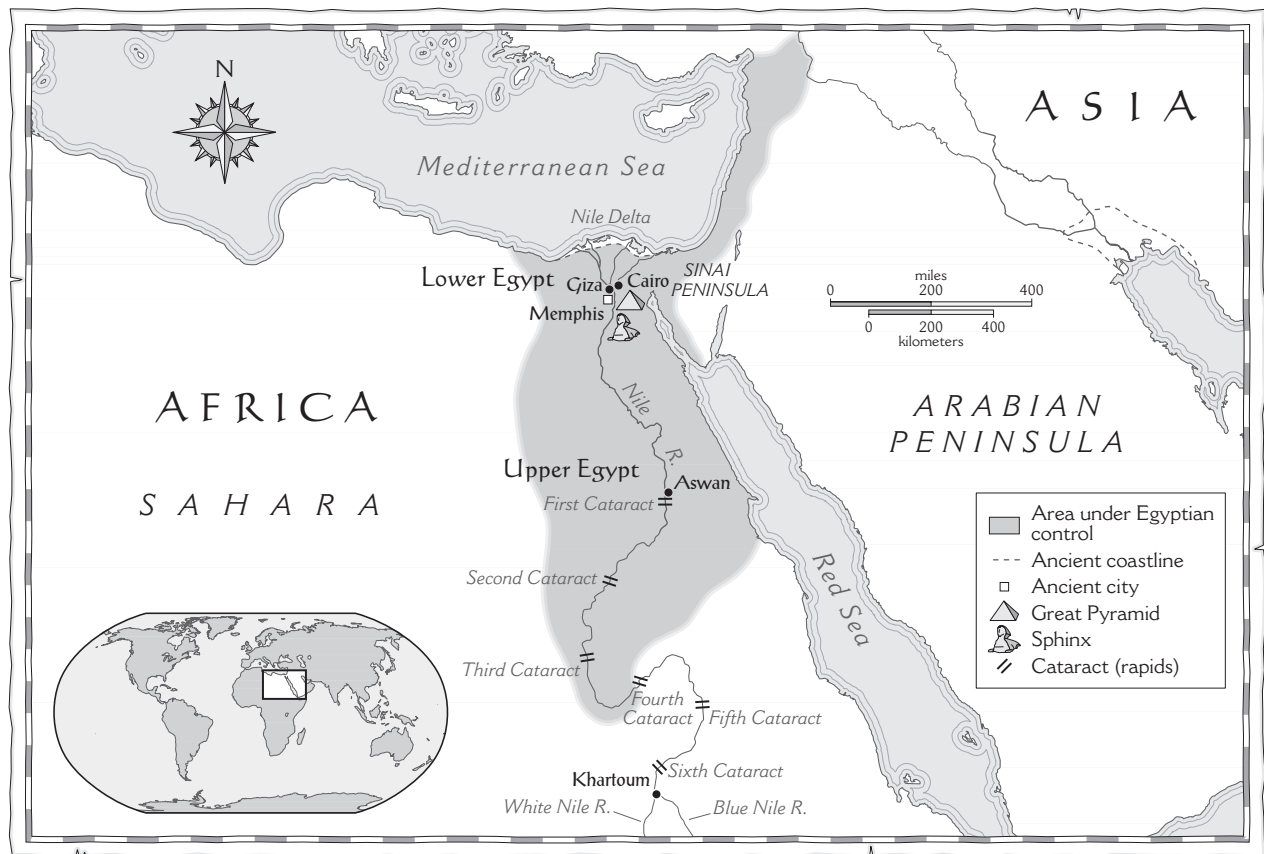 N
ASIA
Mediterranean Sea
Nile Delta
Lower Egypt
Giza
Cairo
SINAI
PENINSULA
Memphis
miles
0 200 400
0 200 400
kilometers
AFRICA
SAHARA
Nile R.
ARABIAN
PENINSULA
Upper Egypt
Aswan
First Cataract
Second Cataract
Third Cataract
Fourth
Cataract
Fifth Cataract
Sixth Cataract
Khartoum
White Nile R.
Blue Nile R.
Red Sea
Area under Egyptian
control
Ancient coastline
Ancient city
Great Pyramid
Sphinx
Cataract (rapids)